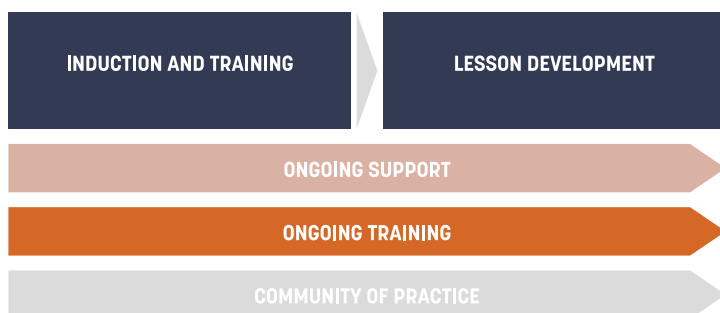 INDUCTION AND TRAINING
LESSON DEVELOPMENT
ONGOING SUPPORT
ONGOING TRAINING
COMMUNITY OF PRACTICE